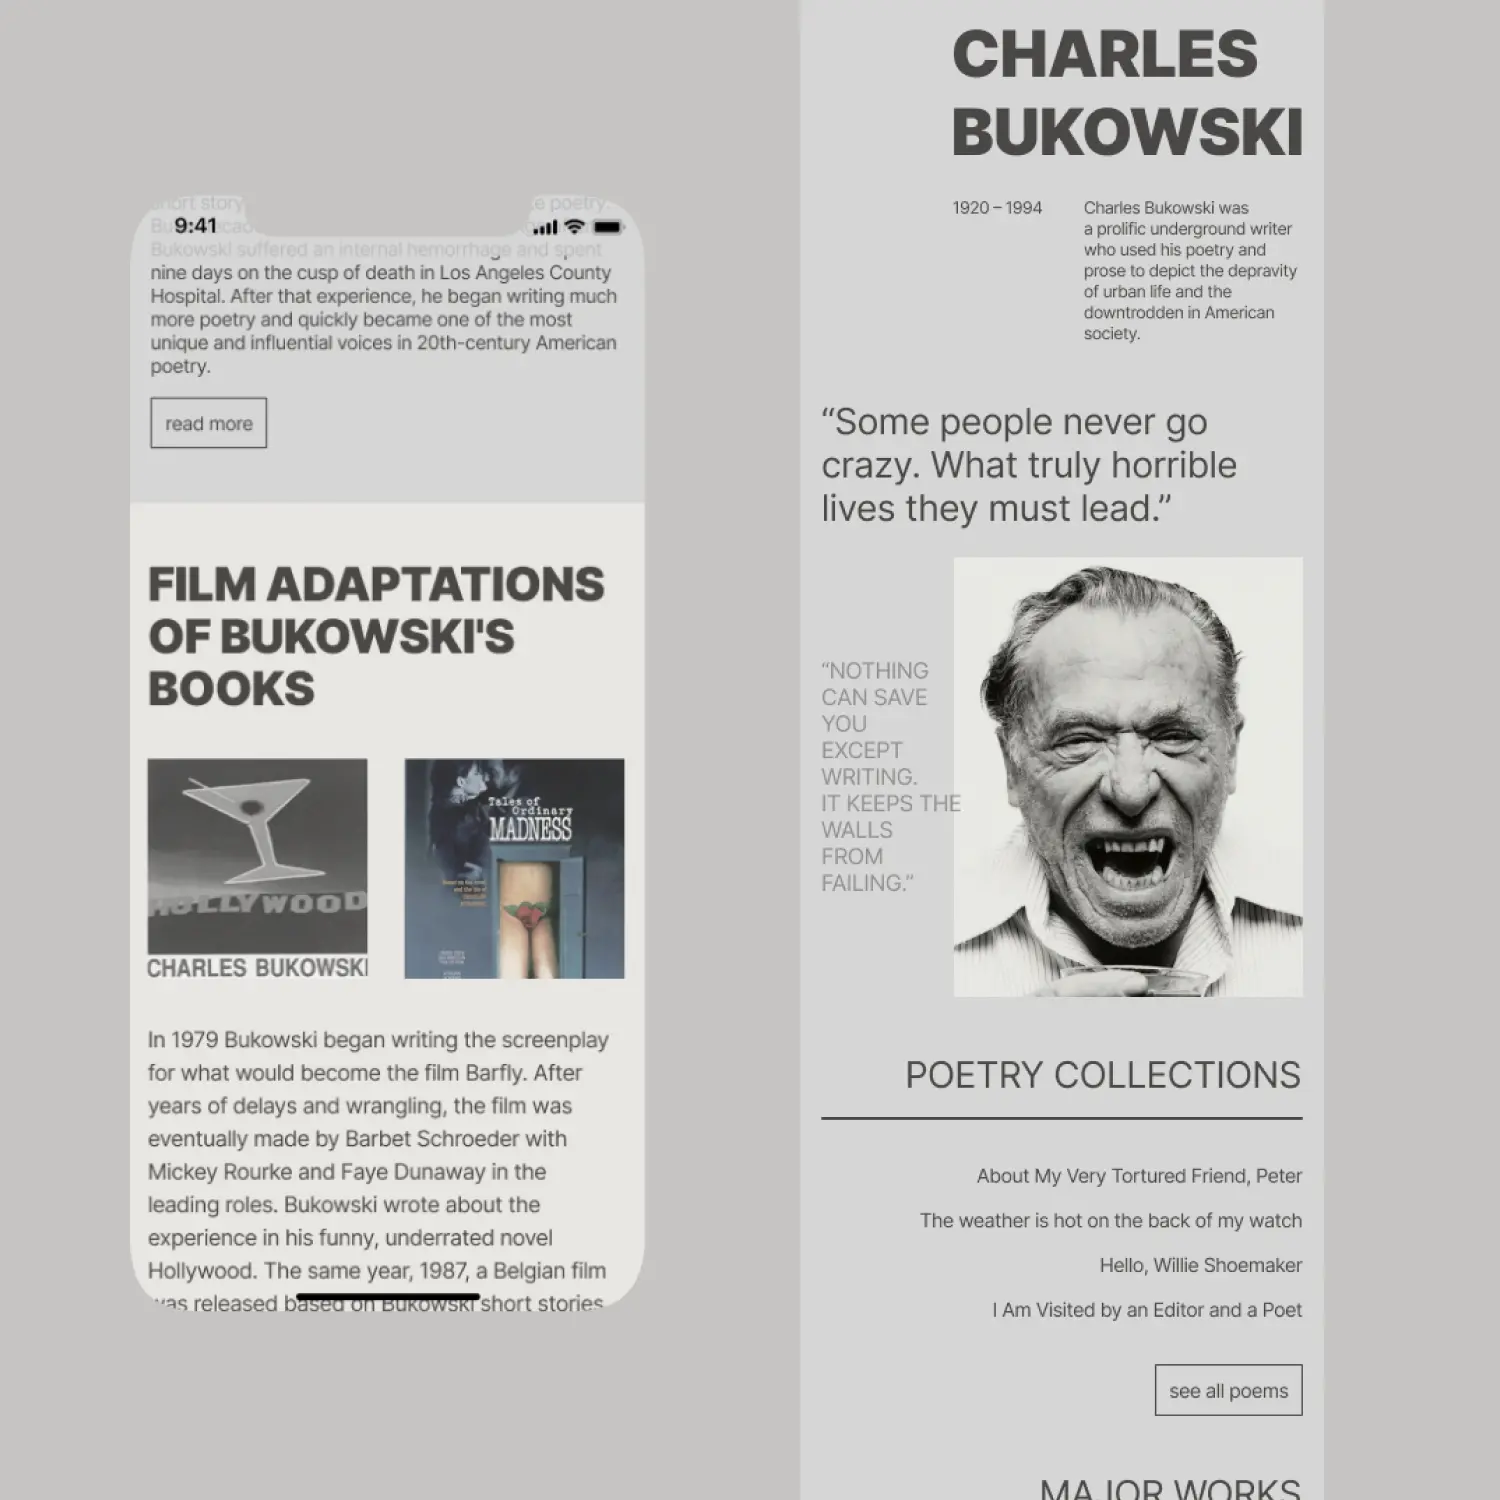 short story
e poetry.
9:41
Bukowski suffered an internal hemorrhage and spent
nine days on the cusp of death in Los Angeles County
Hospital. After that experience, he began writing much
more poetry and quickly became one of the most
unique and influential voices in 20th-century American
poetry.
read more
FILM ADAPTATIONS
OF BUKOWSKI'S
BOOKS
HOLLYWOOD
CHARLES BUKOWSKI
Tales of
Ordinary
MADNESS
In 1979 Bukowski began writing the screenplay
for what would become the film Barfly. After
years of delays and wrangling, the film was
eventually made by Barbet Schroeder with
Mickey Rourke and Faye Dunaway in the
leading roles. Bukowski wrote about the
experience in his funny, underrated novel
Hollywood. The same year, 1987, a Belgian film
was released based on Bukowski short stories
CHARLES
BUKOWSKI
1920 – 1994
Charles Bukowski was
a prolific underground writer
who used his poetry and
prose to depict the depravity
of urban life and the
downtrodden in American
society.
“Some people never go
crazy. What truly horrible
lives they must lead.”
“NOTHING
CAN SAVE
YOU
EXCEPT
WRITING.
IT KEEPS THE
WALLS
FROM
FAILING.”
POETRY COLLECTIONS
About My Very Tortured Friend, Peter
The weather is hot on the back of my watch
Hello, Willie Shoemaker
I Am Visited by an Editor and a Poet
see all poems
MAJOR WORKS